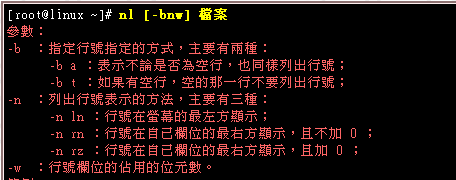 [root@linux ~]# nl [-bnw] 檔案
參數：
-b ：指定行號指定的方式，主要有兩種：
-b a ：表示不論是否為空行，也同樣列出行號；
-b t ：如果有空行，空的那一行不要列出行號；
-n ：列出行號表示的方法，主要有三種：
-n ln ：行號在螢幕的最左方顯示；
-n rn ：行號在自己欄位的最右方顯示，且不加 0 ；
-n rz ：行號在自己欄位的最右方顯示，且加 0 ；
-w ：行號欄位的佔用的位元數。